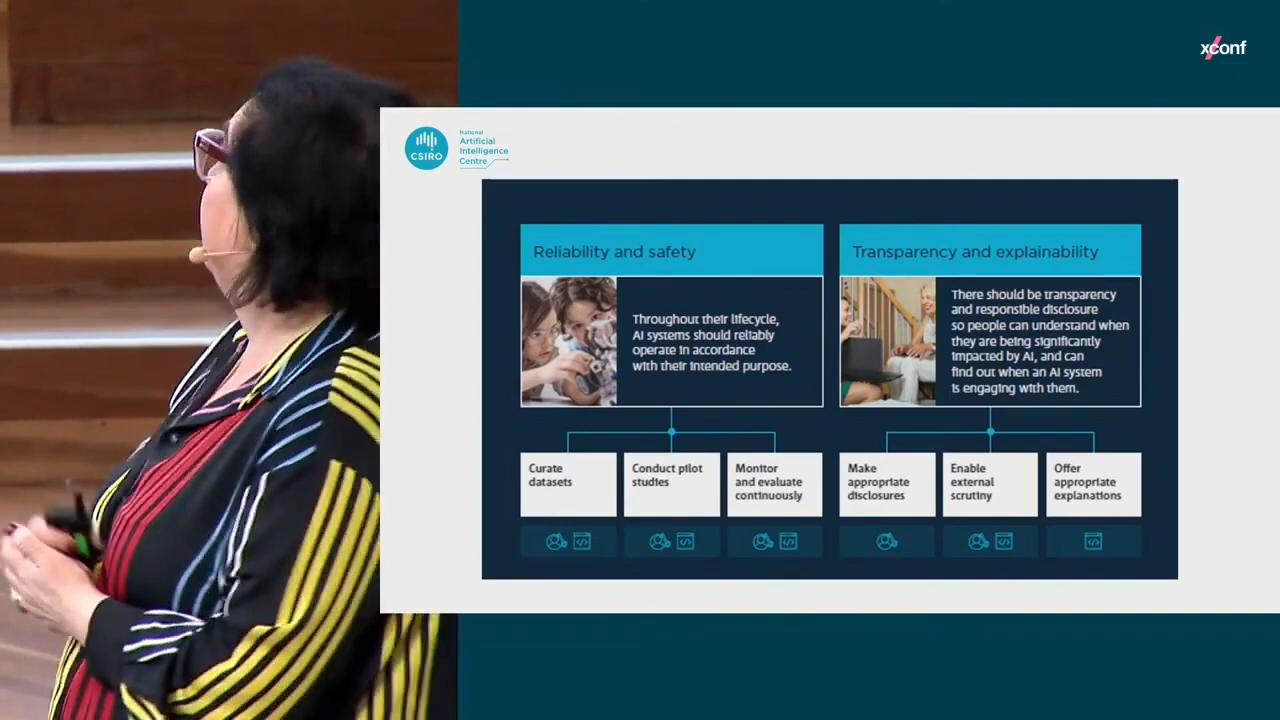 xconf
CSIRO
National
Artificial
Intelligence
Centre
Reliability and safety
Throughout their lifecycle,
AI systems should reliably
operate in accordance
with their intended purpose.
Curate
datasets
Conduct pilot
studies
Monitor
and evaluate
continuously
Transparency and explainability
There should be transparency
and responsible disclosure
so people can understand when
they are being significantly
impacted by AI, and can
find out when an AI system
is engaging with them.
Make
appropriate
disclosures
Enable
external
scrutiny
Offer
appropriate
explanations